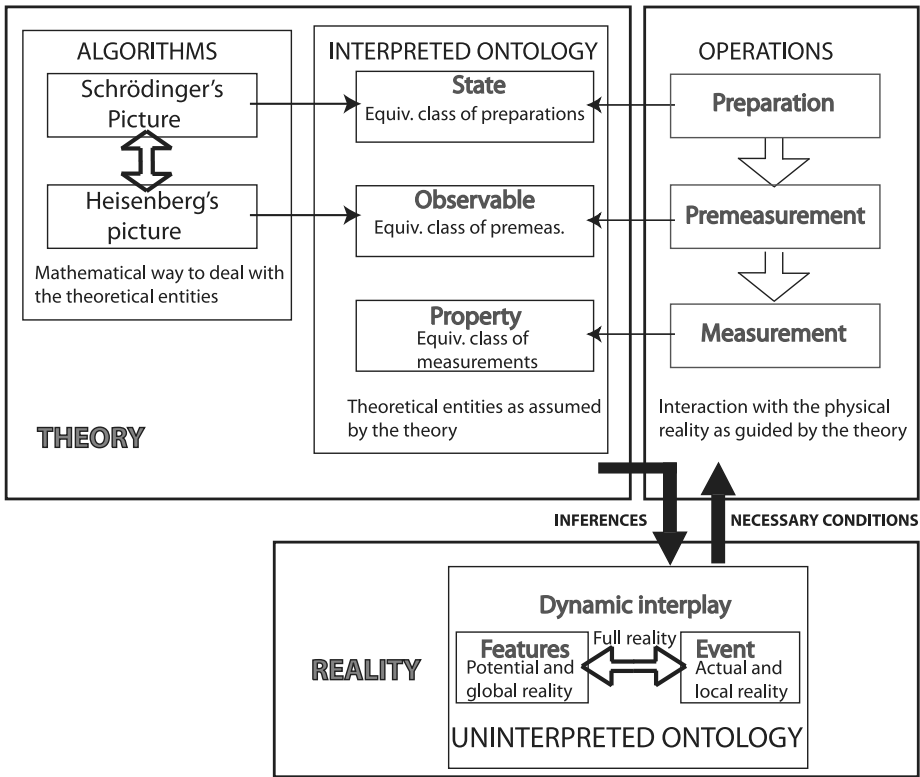 ALGORITHMS
Schrödinger's
Picture
Heisenberg's
picture
Mathematical way to deal with
the theoretical entities
THEORY
INTERPRETED ONTOLOGY
State
Equiv. class of preparations
Observable
Equiv. class of premeas.
Property
Equiv. class of
measurements
Theoretical entities as assumed
by the theory
OPERATIONS
Preparation
Premeasurement
Measurement
Interaction with the physical
reality as guided by the theory
INFERENCES
NECESSARY CONDITIONS
REALITY
Dynamic interplay
Features
Potential and
global reality
Full reality
Event
Actual and
local reality
UNINTERPRETED ONTOLOGY